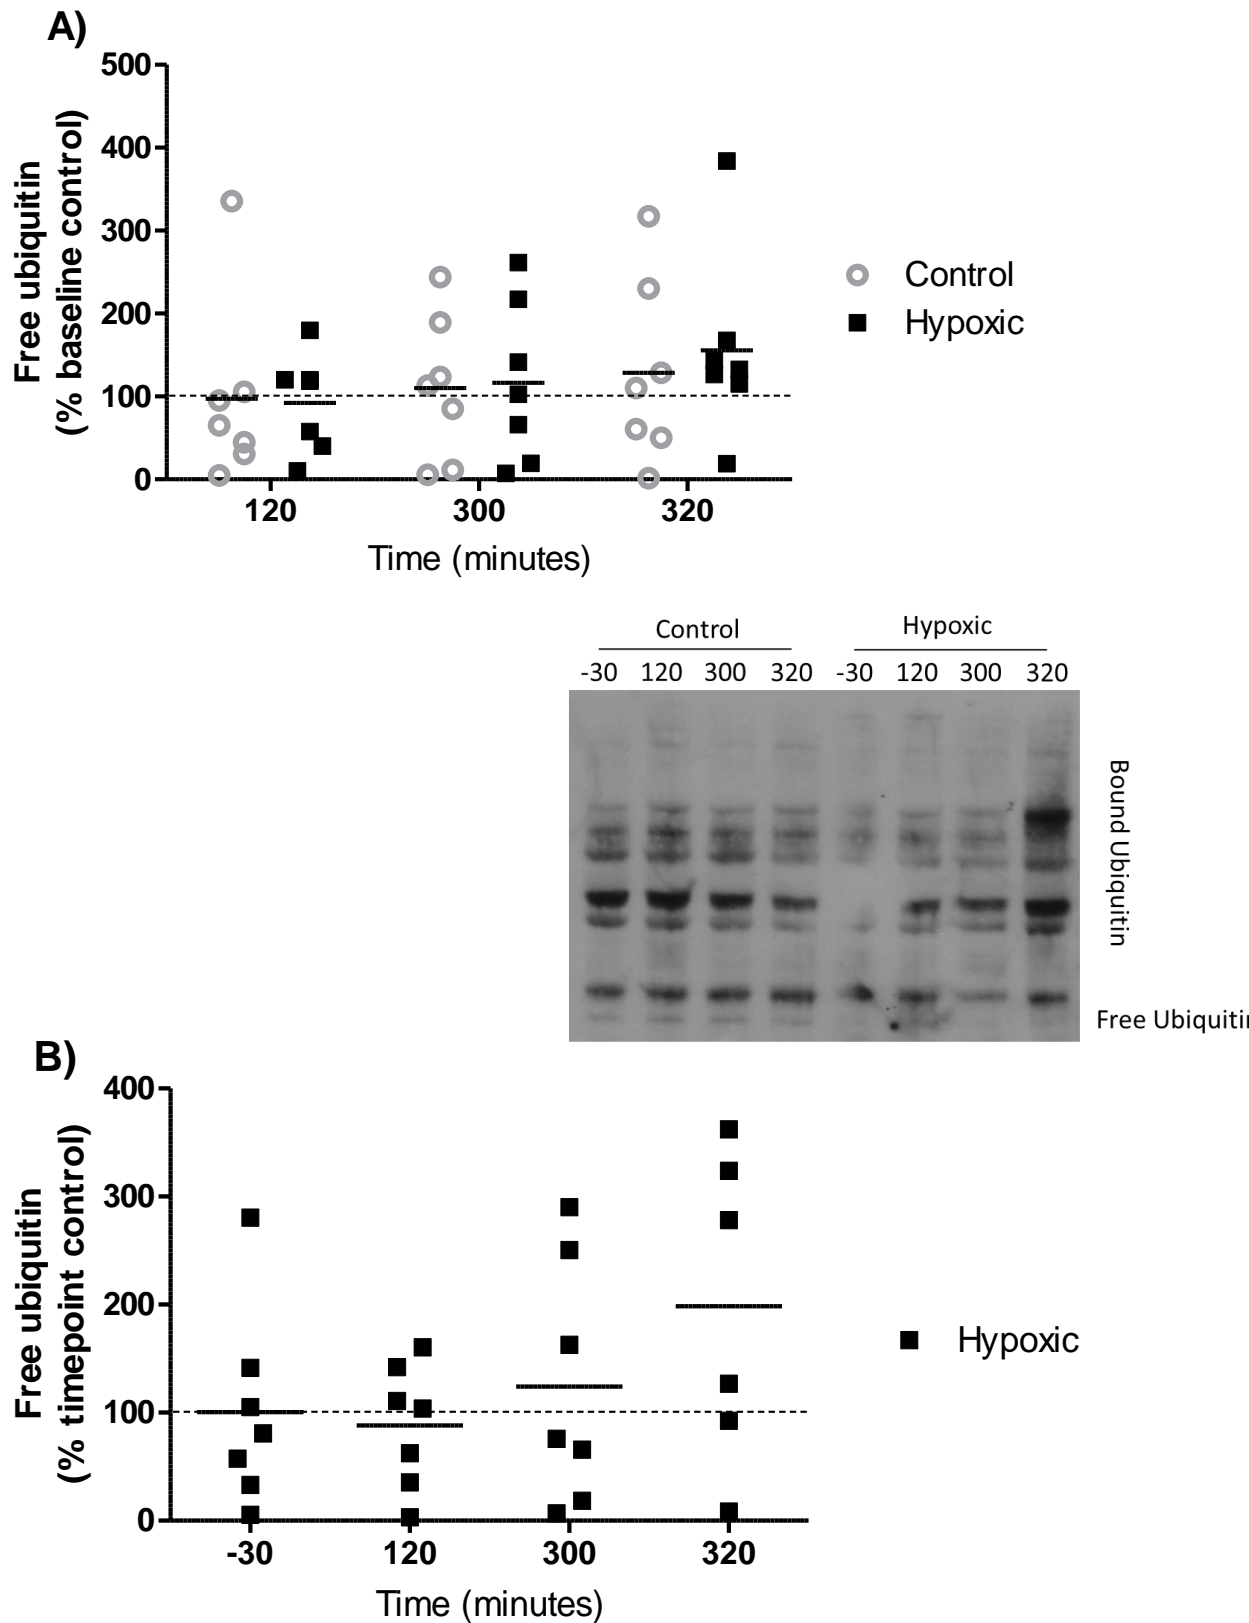 A)
Free ubiquitin
(% baseline control)
500
400
300
200
100
0
120 300 320
Time (minutes)
Control
Hypoxic
Control Hypoxic
-30 120 300 320 -30 120 300 320
Bound Ubiquitin
Free Ubiquitin
B)
Free ubiquitin
(% timepoint control)
400
300
200
100
0
-30 120 300 320
Time (minutes)
Hypoxic